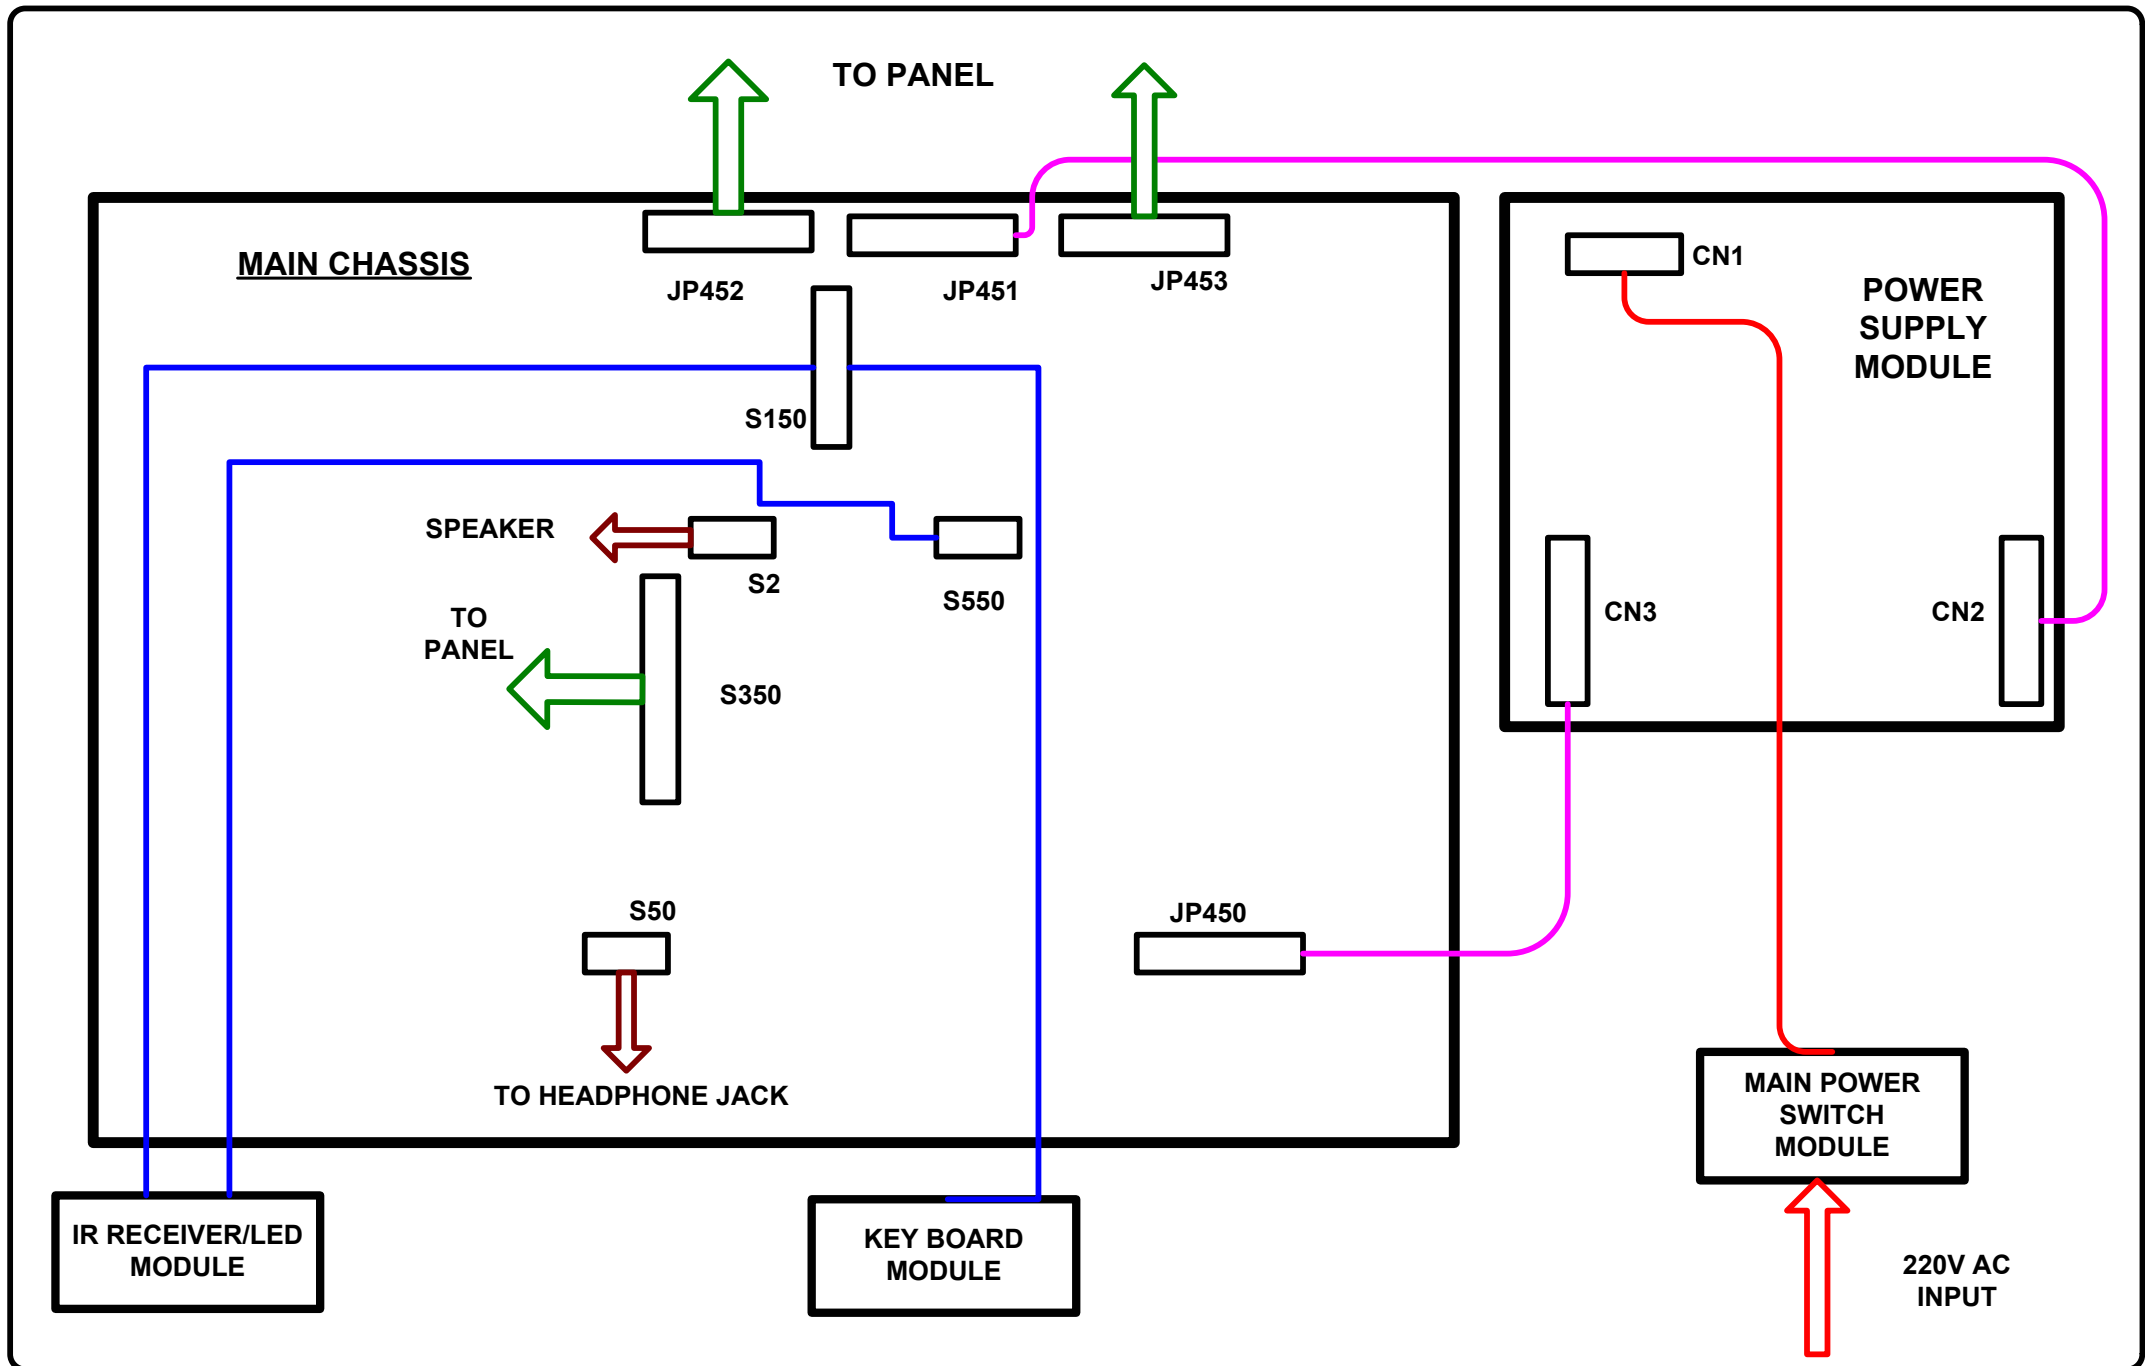 TO PANEL
MAIN CHASSIS
JP452
JP451
JP453
CN1
POWER
SUPPLY
MODULE
S150
SPEAKER
S2
S550
TO
PANEL
S350
CN3
CN2
S50
JP450
TO HEADPHONE JACK
MAIN POWER
SWITCH
MODULE
IR RECEIVER/LED
MODULE
KEY BOARD
MODULE
220V AC
INPUT